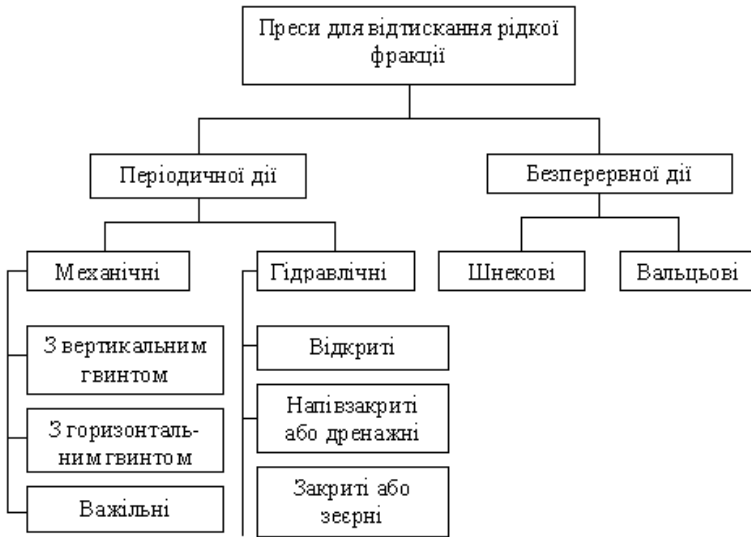 Преси для відтискання рідкої
фракції
Періодичної дії
Безперервної дії
Механічні
Гідравлічні
Шнекові
Вальцьові
З вертикальним
гвинтом
Відкриті
Напівзакриті
або дренажні
З горизонталь-
ним гвинтом
Закриті або
зеєрні
Важільні